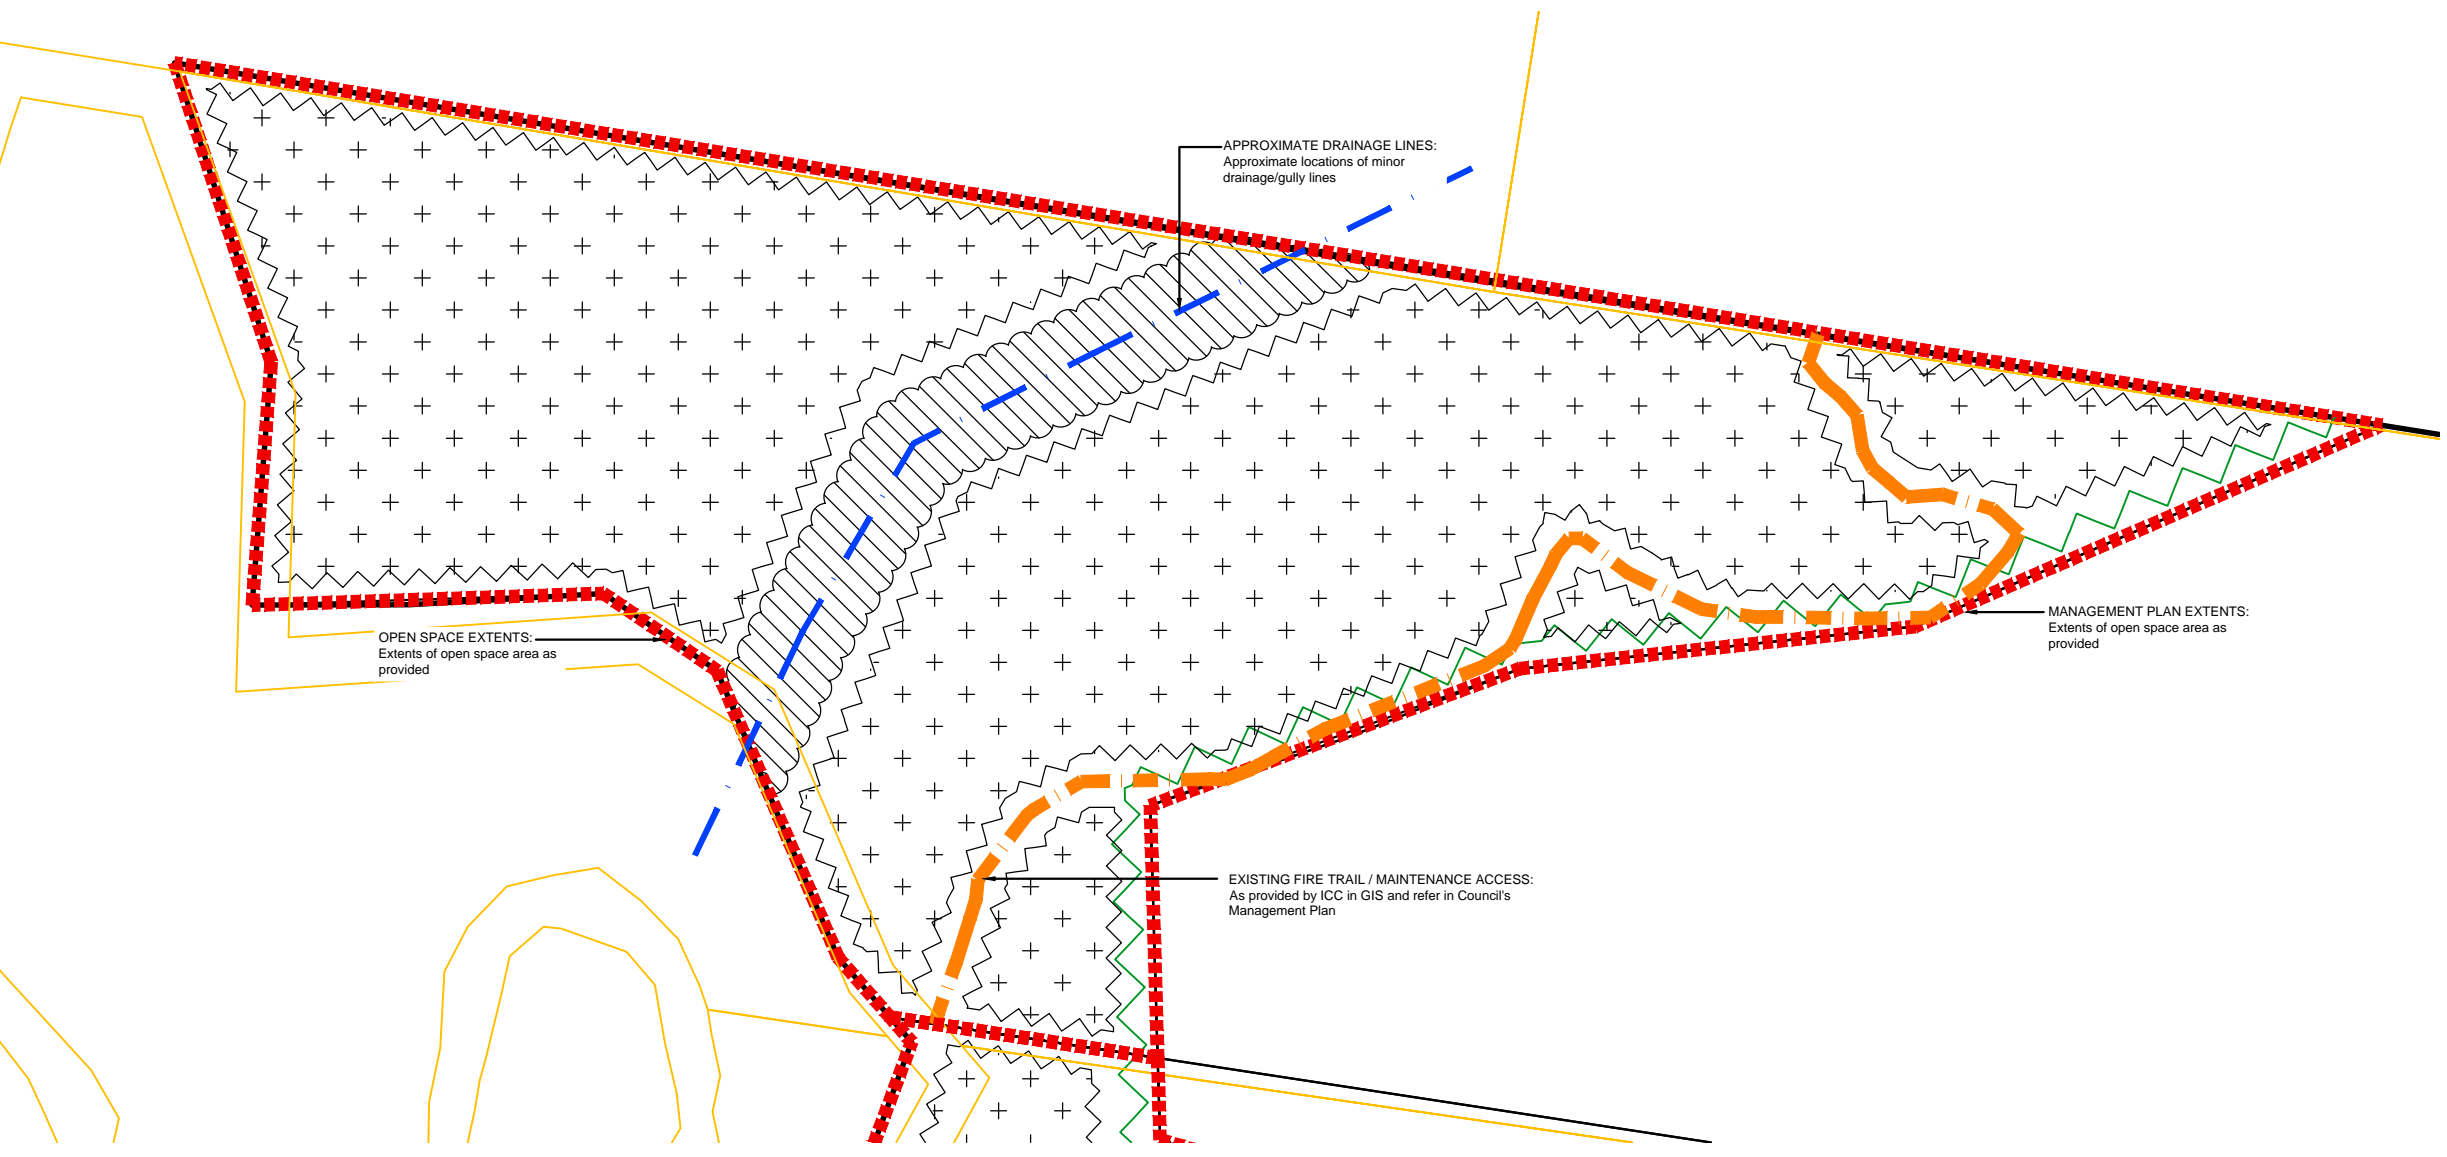 APPROXIMATE DRAINAGE LINES:
Approximate locations of minor
drainage/gully lines
OPEN SPACE EXTENTS:
Extents of open space area as
provided
MANAGEMENT PLAN EXTENTS:
Extents of open space area as
provided
EXISTING FIRE TRAIL / MAINTENANCE ACCESS:
As provided by ICC in GIS and refer in Council's
Management Plan